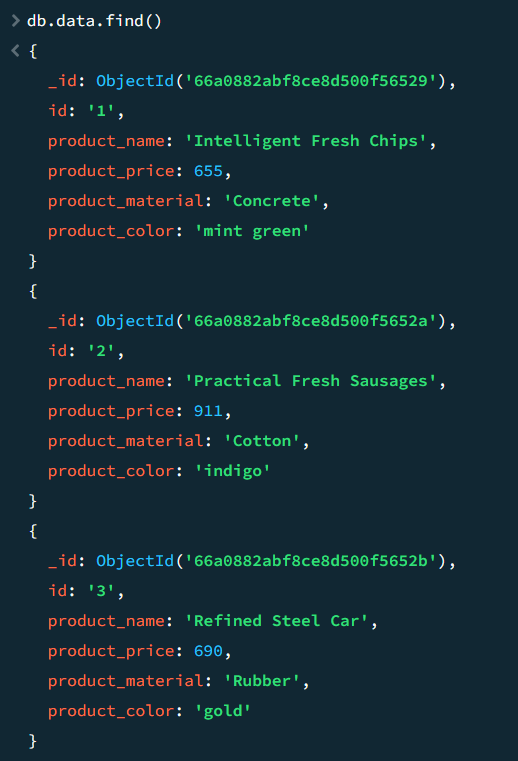 > db.data.find()
< {
_id: ObjectId('66a0882abf8ce8d500f56529'),
id: '1',
product_name: 'Intelligent Fresh Chips',
product_price: 655,
product_material: 'Concrete',
product_color: 'mint green'
}
{
_id: ObjectId('66a0882abf8ce8d500f5652a'),
id: '2',
product_name: 'Practical Fresh Sausages',
product_price: 911,
product_material: 'Cotton',
product_color: 'indigo'
}
{
_id: ObjectId('66a0882abf8ce8d500f5652b'),
id: '3',
product_name: 'Refined Steel Car',
product_price: 690,
product_material: 'Rubber',
product_color: 'gold'
}